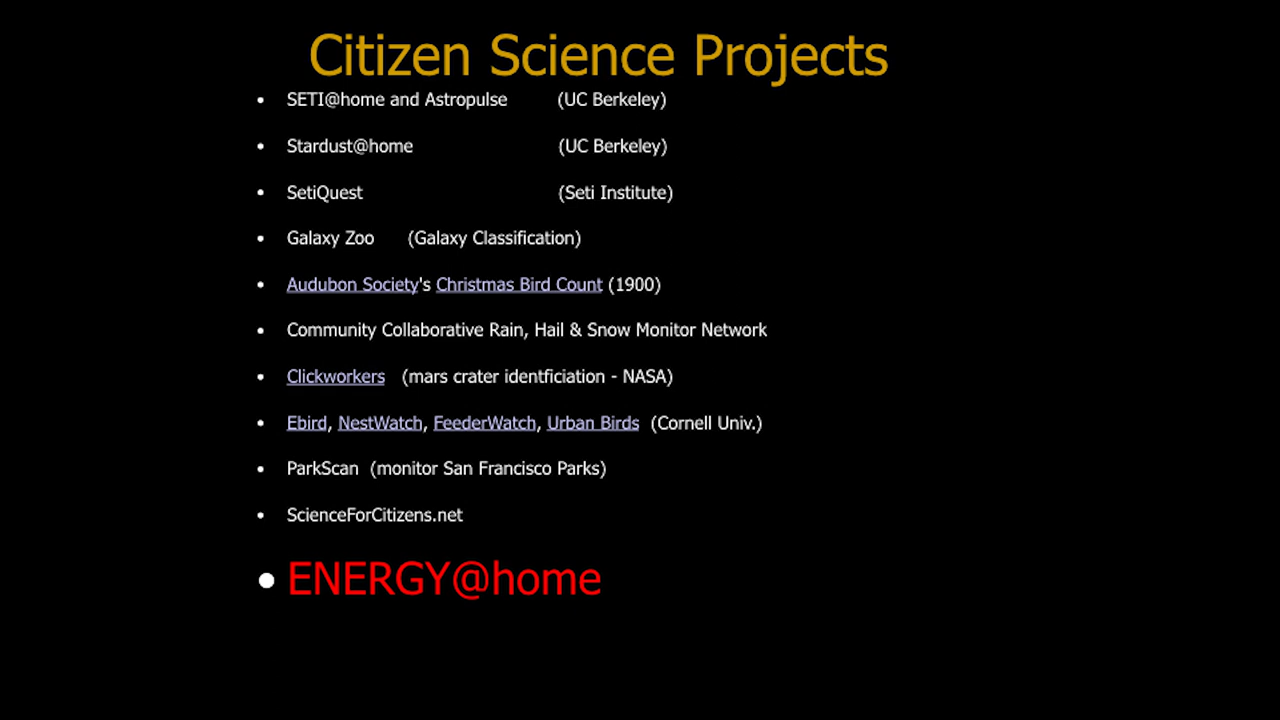 Citizen Science Projects
• SETI@home and Astropulse (UC Berkeley)
• Stardust@home (UC Berkeley)
• SetiQuest (Seti Institute)
• Galaxy Zoo (Galaxy Classification)
• Audubon Society's Christmas Bird Count (1900)
• Community Collaborative Rain, Hail & Snow Monitor Network
• Clickworkers (mars crater identficiation - NASA)
• Ebird, NestWatch, FeederWatch, Urban Birds (Cornell Univ.)
• ParkScan (monitor San Francisco Parks)
• ScienceForCitizens.net
• ENERGY@home